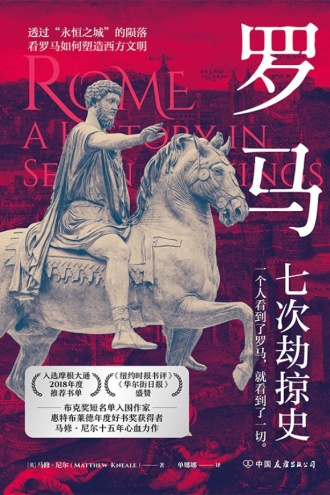 透过“永恒之城”的陨落
看罗马如何塑造西方文明
罗马
ROME
A HISTORY IN
SEVEN SACKINGS
七次劫掠史
一个人看到了罗马，就看到了一切。
入选摩根大通
2018年度
推荐书单
《纽约时报书评》
《华尔街日报》
盛赞
布克奖短名单入围作家
惠特布莱德年度好书奖获得者
马修·尼尔十五年心血力作
[英]马修·尼尔（MATTHEW KNEALE）——著 单娜娜——译
中国友谊出版公司